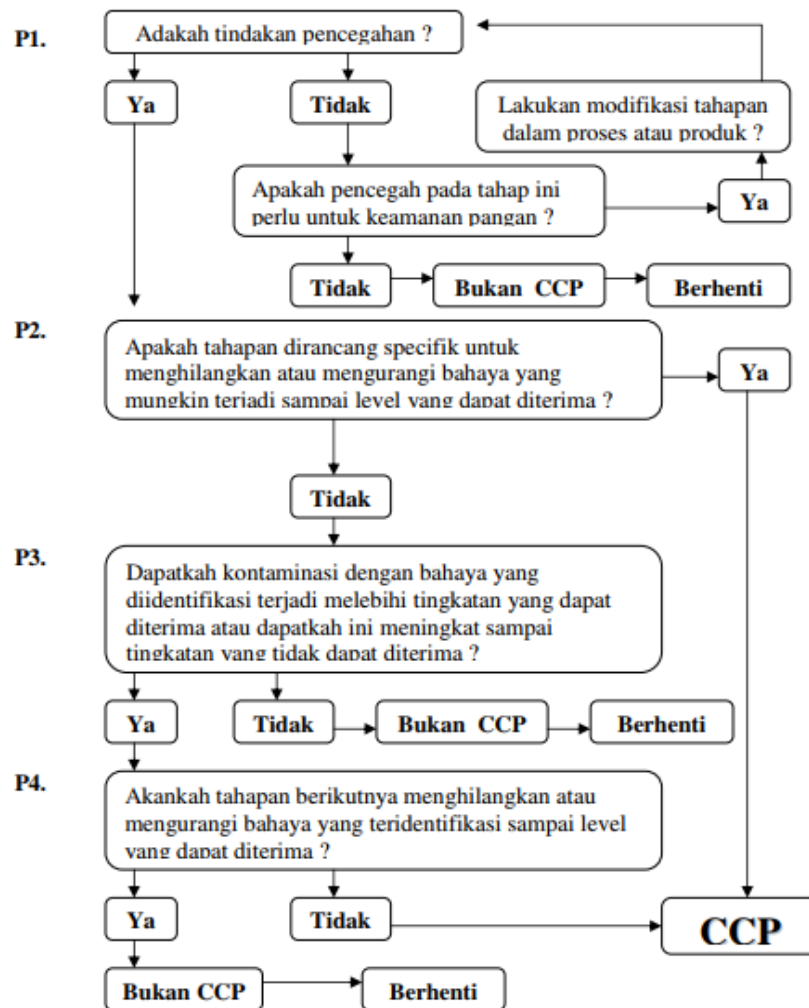 P1.
Adakah tindakan pencegahan ?
Ya
Tidak
Lakukan modifikasi tahapan
dalam proses atau produk ?
Apakah pencegah pada tahap ini
perlu untuk keamanan pangan ?
Ya
Tidak
Bukan CCP
Berhenti
P2.
Apakah tahapan dirancang specifik untuk
menghilangkan atau mengurangi bahaya yang
mungkin terjadi sampai level yang dapat diterima ?
Ya
Tidak
P3.
Dapatkah kontaminasi dengan bahaya yang
diidentifikasi terjadi melebihi tingkatan yang dapat
diterima atau dapatkah ini meningkat sampai
tingkatan yang tidak dapat diterima ?
Ya
Tidak
Bukan CCP
Berhenti
P4.
Akankah tahapan berikutnya menghilangkan atau
mengurangi bahaya yang teridentifikasi sampai level
yang dapat diterima ?
Ya
Tidak
CCP
Bukan CCP
Berhenti